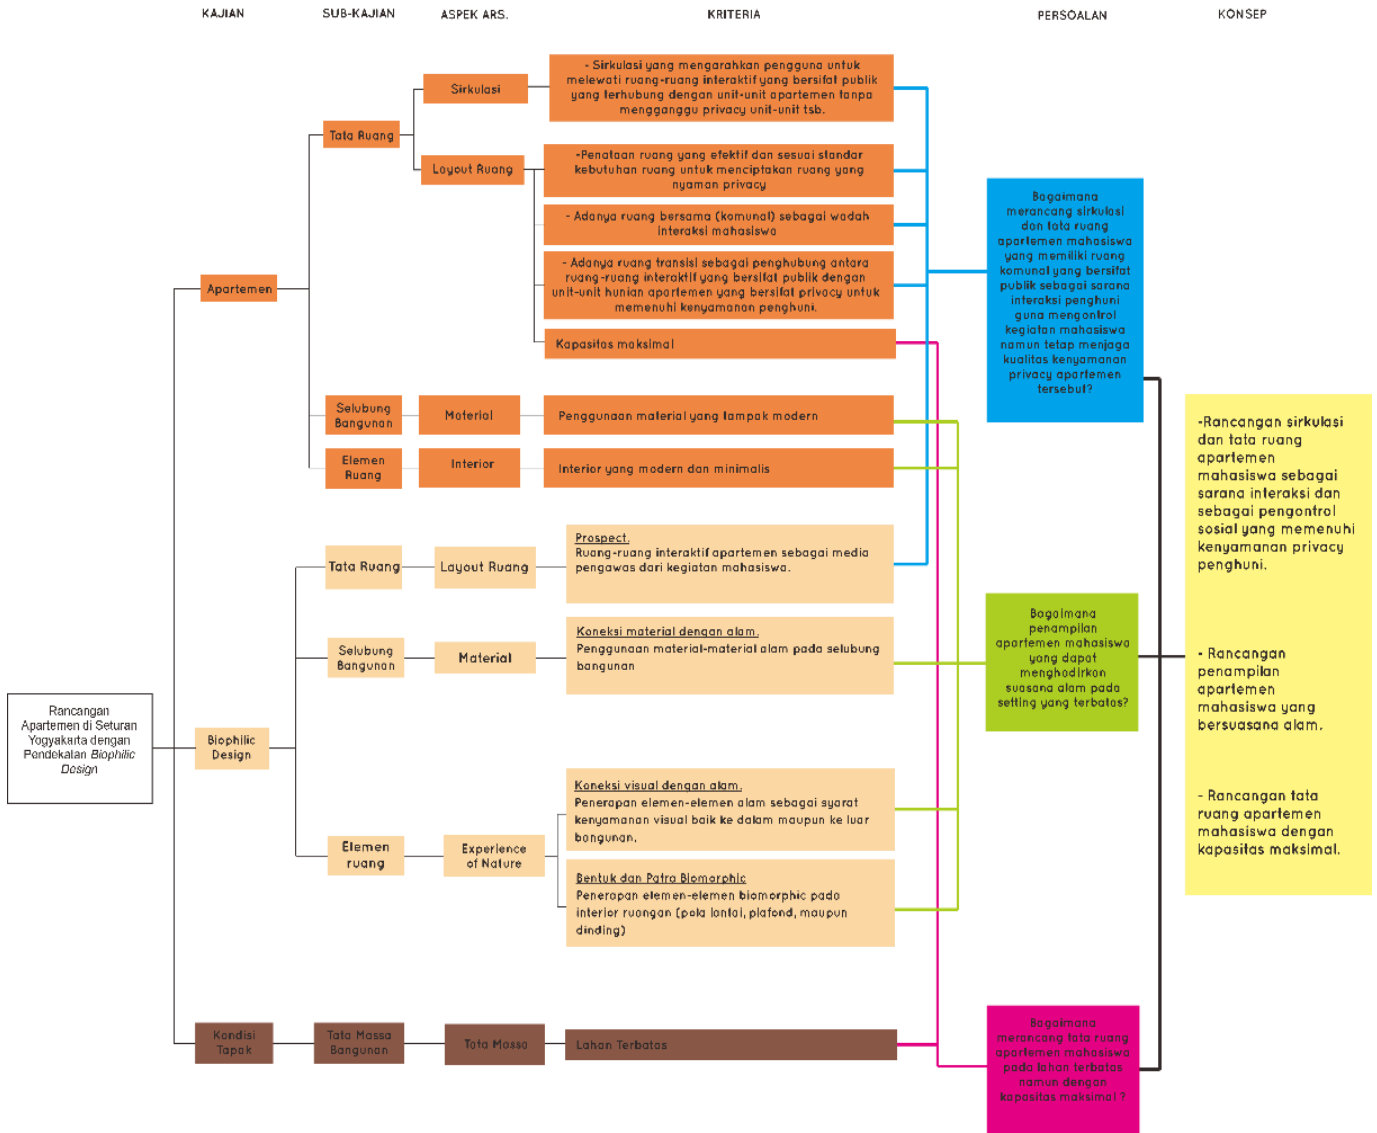 KAJIAN
SUB-KAJIAN
ASPEK ARS.
KRITERIA
PERSOALAN
KONSEP
Rancangan
Apartemen di Seturan
Yogyakarta dengan
Pendekatan Biophilic
Design
Apartemen
Tata Ruang
Sirkulasi
- Sirkulasi yang mengarahkan pengguna untuk
melewati ruang-ruang interaktif yang bersifat publik
yang terhubung dengan unit-unit apartemen tanpa
mengganggu privacy unit-unit tsb.
Layout Ruang
-Penataan ruang yang efektif dan sesuai standar
kebutuhan ruang untuk menciptakan ruang yang
nyaman privacy
- Adanya ruang bersama (komunal) sebagai wadah
interaksi mahasiswa
- Adanya ruang transisi sebagai penghubung antara
ruang-ruang interaktif yang bersifat publik dengan
unit-unit hunian apartemen yang bersifat privacy untuk
memenuhi kenyamanan penghuni.
Kapasitas maksimal
Selubung
Bangunan
Material
Penggunaan material yang tampak modern
Elemen
Ruang
Interior
Interior yang modern dan minimalis
Biophilic
Design
Tata Ruang
Layout Ruang
Prospect.
Ruang-ruang interaktif apartemen sebagai media
pengawas dari kegiatan mahasiswa.
Selubung
Bangunan
Material
Koneksi material dengan alam.
Penggunaan material-material alam pada selubung
bangunan
Elemen
ruang
Experience
of Nature
Koneksi visual dengan alam.
Penerapan elemen-elemen alam sebagai syarat
kenyamanan visual baik ke dalam maupun ke luar
bangunan.
Bentuk dan Patra Biomorphic
Penerapan elemen-elemen biomorphic pada
interior ruangan (pola lantai, plafond, maupun
dinding)
Kondisi
Tapak
Tata Massa
Bangunan
Tata Massa
Lahan Terbatas
Bagaimana
merancang sirkulasi
dan tata ruang
apartemen mahasiswa
yang memiliki ruang
komunal yang bersifat
publik sebagai sarana
interaksi penghuni
guna mengontrol
kegiatan mahasiswa
namun tetap menjaga
kualitas kenyamanan
privacy apartemen
tersebut?
Bagaimana
penampilan
apartemen mahasiswa
yang dapat
menghadirkan
suasana alam pada
setting yang terbatas?
Bagaimana
merancang tata ruang
apartemen mahasiswa
pada lahan terbatas
namun dengan
kapasitas maksimal ?
-Rancangan sirkulasi
dan tata ruang
apartemen
mahasiswa sebagai
sarana interaksi dan
sebagai pengontrol
sosial yang memenuhi
kenyamanan privacy
penghuni.
- Rancangan
penampilan
apartemen
mahasiswa yang
bersuasana alam.
- Rancangan tata
ruang apartemen
mahasiswa dengan
kapasitas maksimal.